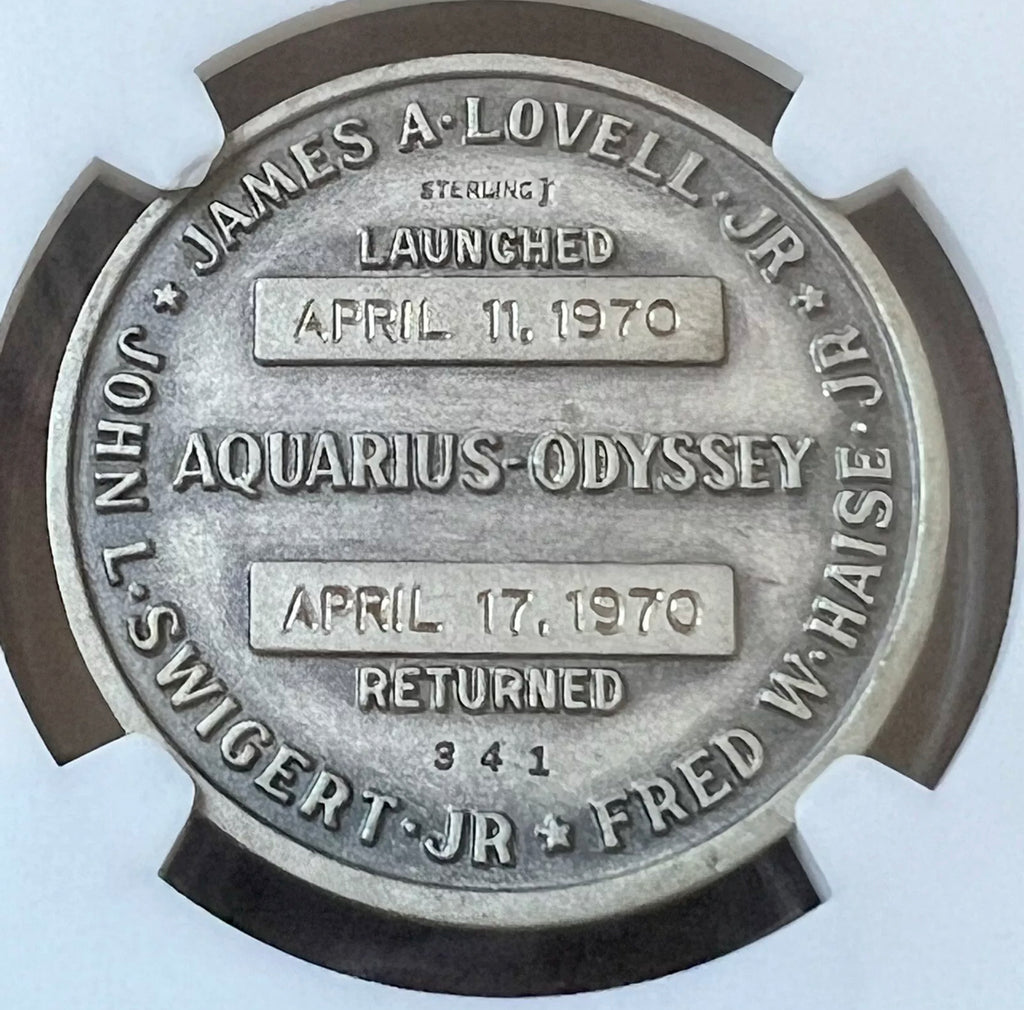 JAMES A·LOVELL·JR
STERLING
LAUNCHED
APRIL 11, 1970
AQUARIUS-ODYSSEY
APRIL 17, 1970
RETURNED
341
JOHN L·SWIGERT·JR
FRED W·HAISE·JR